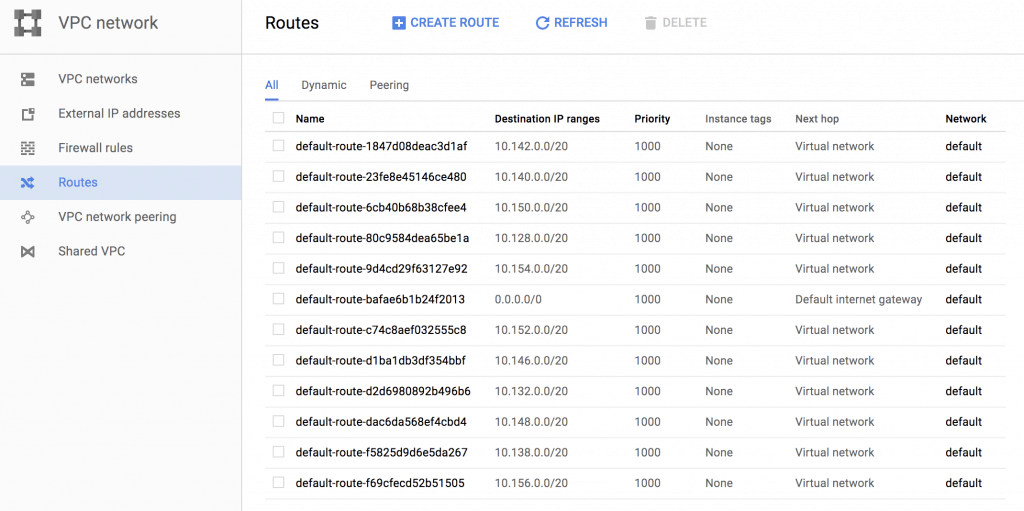 VPC network
Routes
CREATE ROUTE
REFRESH
DELETE
VPC networks
External IP addresses
Firewall rules
Routes
VPC network peering
Shared VPC
All Dynamic Peering
Name Destination IP ranges Priority Instance tags Next hop Network
default-route-1847d08deac3d1af 10.142.0.0/20 1000 None Virtual network default
default-route-23fe8e45146ce480 10.140.0.0/20 1000 None Virtual network default
default-route-6cb40b68b38cfee4 10.150.0.0/20 1000 None Virtual network default
default-route-80c9584dea65be1a 10.128.0.0/20 1000 None Virtual network default
default-route-9d4cd29f63127e92 10.154.0.0/20 1000 None Virtual network default
default-route-bafae6b1b24f2013 0.0.0.0/0 1000 None Default internet gateway default
default-route-c74c8aef032555c8 10.152.0.0/20 1000 None Virtual network default
default-route-d1ba1db3df354bbf 10.146.0.0/20 1000 None Virtual network default
default-route-d2d6980892b496b6 10.132.0.0/20 1000 None Virtual network default
default-route-dac6da568ef4cbd4 10.148.0.0/20 1000 None Virtual network default
default-route-f5825d9d6e5da267 10.138.0.0/20 1000 None Virtual network default
default-route-f69cfecd52b51505 10.156.0.0/20 1000 None Virtual network default